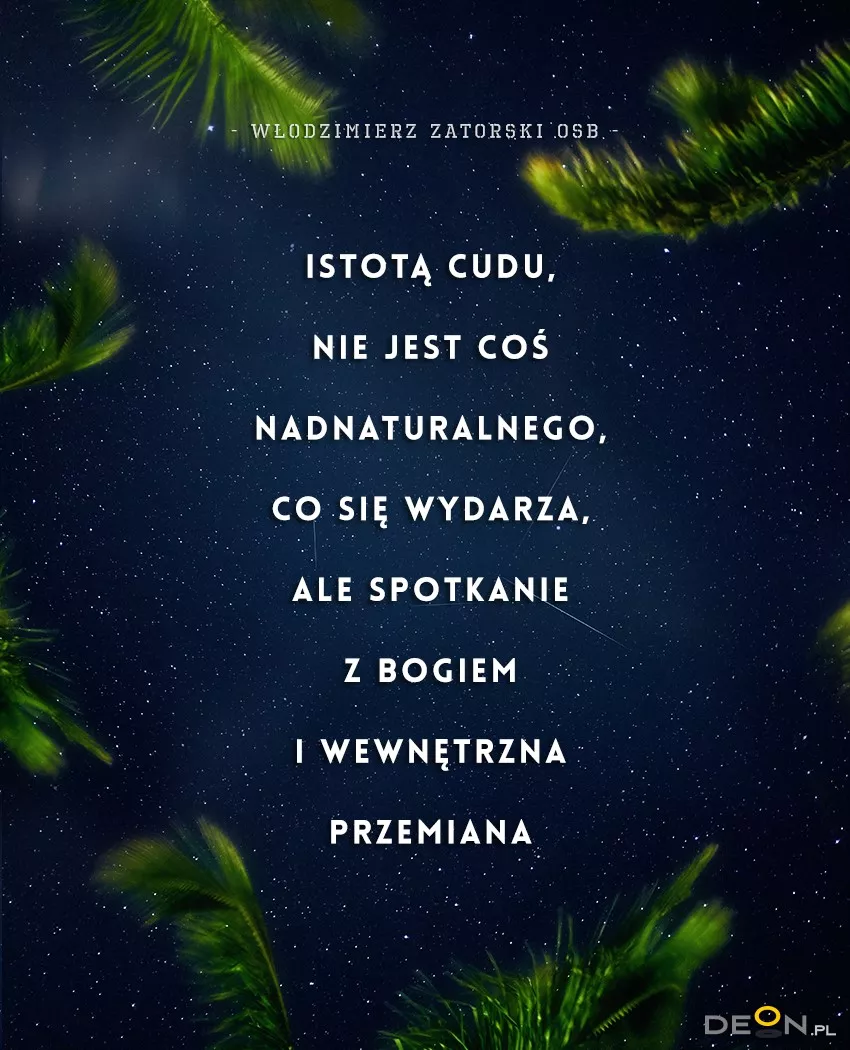 - WŁODZIMIERZ ZATORSKI OSB -
ISTOTĄ CUDU,
NIE JEST COŚ
NADNATURALNEGO,
CO SIĘ WYDARZA,
ALE SPOTKANIE
Z BOGIEM
I WEWNĘTRZNA
PRZEMIANA
DEON.PL